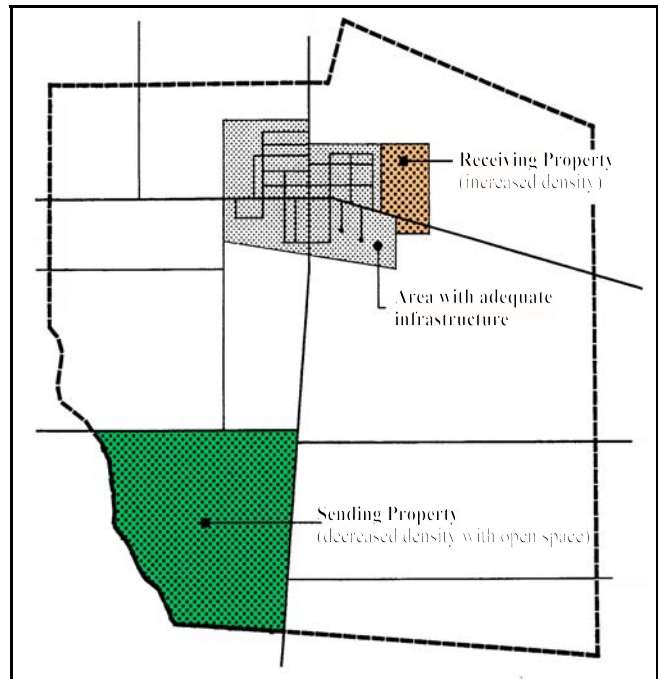 Receiving Property
(increased density)
Area with adequate
infrastructure
Sending Property
(decreased density with open space)